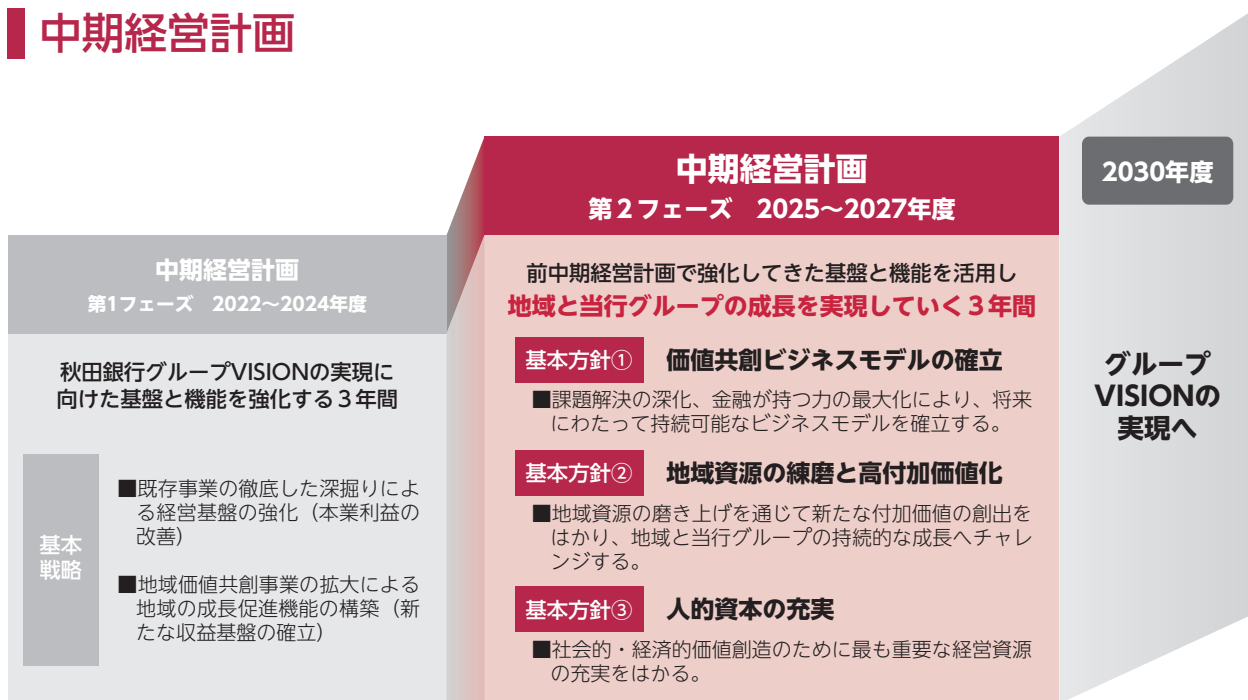 中期経営計画
中期経営計画
第1フェーズ　2022～2024年度
秋田銀行グループVISIONの実現に
向けた基盤と機能を強化する３年間
基本
戦略
■既存事業の徹底した深掘りによ
る経営基盤の強化（本業利益の
改善）
■地域価値共創事業の拡大による
地域の成長促進機能の構築（新
たな収益基盤の確立）
中期経営計画
第２フェーズ　2025～2027年度
前中期経営計画で強化してきた基盤と機能を活用し
地域と当行グループの成長を実現していく３年間
基本方針①　価値共創ビジネスモデルの確立
■課題解決の深化、金融が持つ力の最大化により、将来
にわたって持続可能なビジネスモデルを確立する。
基本方針②　地域資源の練磨と高付加価値化
■地域資源の磨き上げを通じて新たな付加価値の創出を
はかり、地域と当行グループの持続的な成長へチャレ
ンジする。
基本方針③　人的資本の充実
■社会的・経済的価値創造のために最も重要な経営資源
の充実をはかる。
2030年度
グループ
VISIONの
実現へ